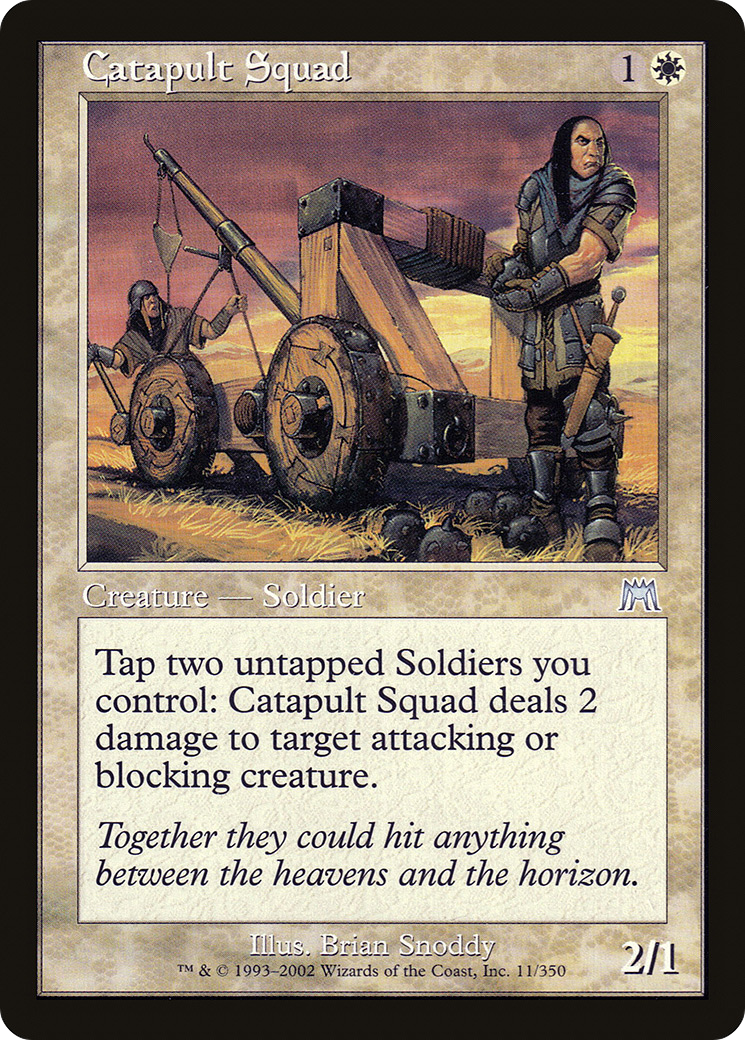 Catapult Squad 1
Creature — Soldier
Tap two untapped Soldiers you
control: Catapult Squad deals 2
damage to target attacking or
blocking creature.
Together they could hit anything
between the heavens and the horizon.
Illus. Brian Snoddy
™ & © 1993–2002 Wizards of the Coast, Inc. 11/350
2/1